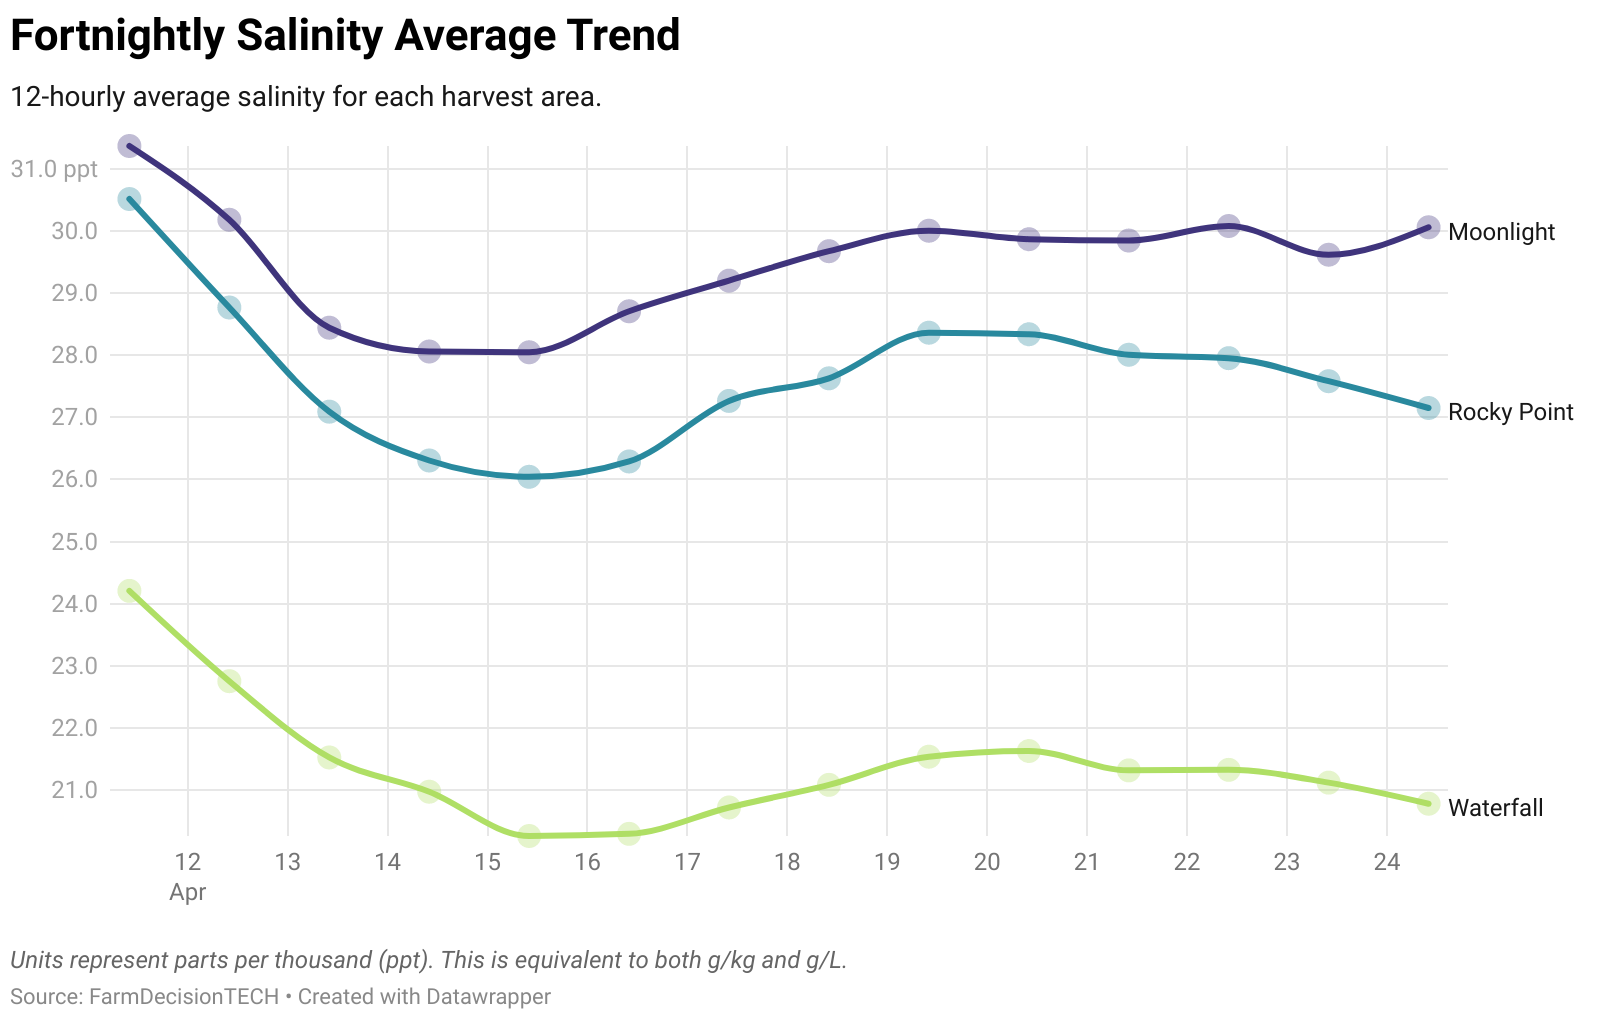 Fortnightly Salinity Average Trend
12-hourly average salinity for each harvest area.
31.0 ppt
30.0
29.0
28.0
27.0
26.0
25.0
24.0
23.0
22.0
21.0
Moonlight
Rocky Point
Waterfall
12 13 14 15 16 17 18 19 20 21 22 23 24
Apr
Units represent parts per thousand (ppt). This is equivalent to both g/kg and g/L.
Source: FarmDecisionTECH • Created with Datawrapper